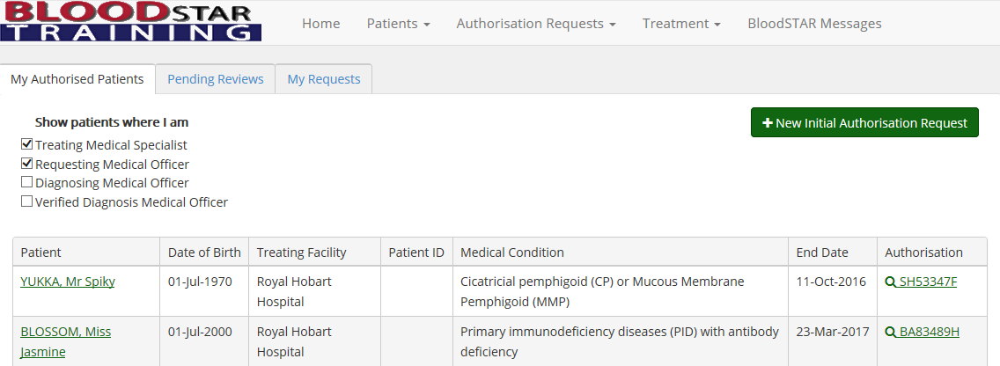 BLOODSTAR
TRAINING
Home Patients Authorisation Requests Treatment BloodSTAR Messages
My Authorised Patients Pending Reviews My Requests
Show patients where I am
New Initial Authorisation Request
Treating Medical Specialist
Requesting Medical Officer
Diagnosing Medical Officer
Verified Diagnosis Medical Officer
Patient Date of Birth Treating Facility Patient ID Medical Condition End Date Authorisation
YUKKA, Mr Spiky 01-Jul-1970 Royal Hobart Cicatricial pemphigoid (CP) or Mucous Membrane 11-Oct-2016 SH53347F
Hospital Pemphigoid (MMP)
BLOSSOM, Miss 01-Jul-2000 Royal Hobart Primary immunodeficiency diseases (PID) with antibody 23-Mar-2017 BA83489H
Jasmine Hospital deficiency